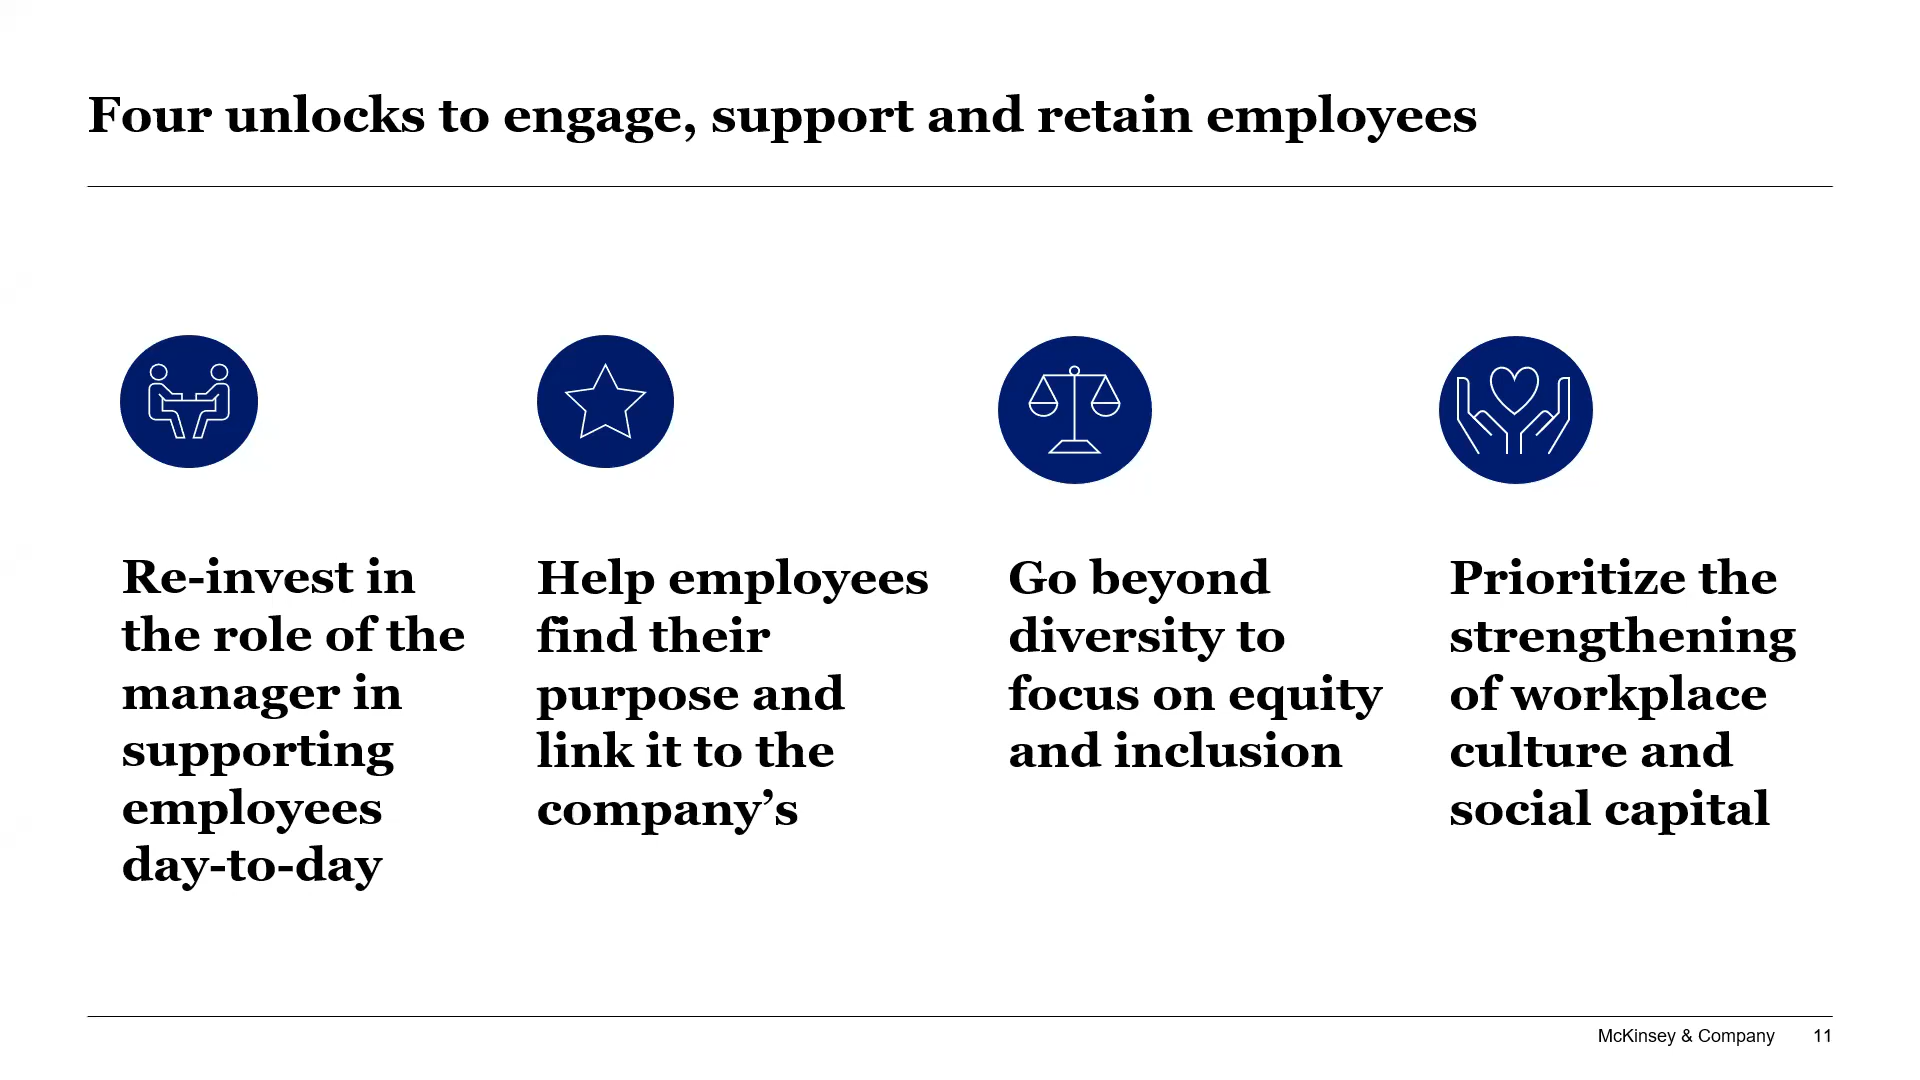 Four unlocks to engage, support and retain employees
Re-invest in
the role of the
manager in
supporting
employees
day-to-day
Help employees
find their
purpose and
link it to the
company’s
Go beyond
diversity to
focus on equity
and inclusion
Prioritize the
strengthening
of workplace
culture and
social capital
McKinsey & Company 11